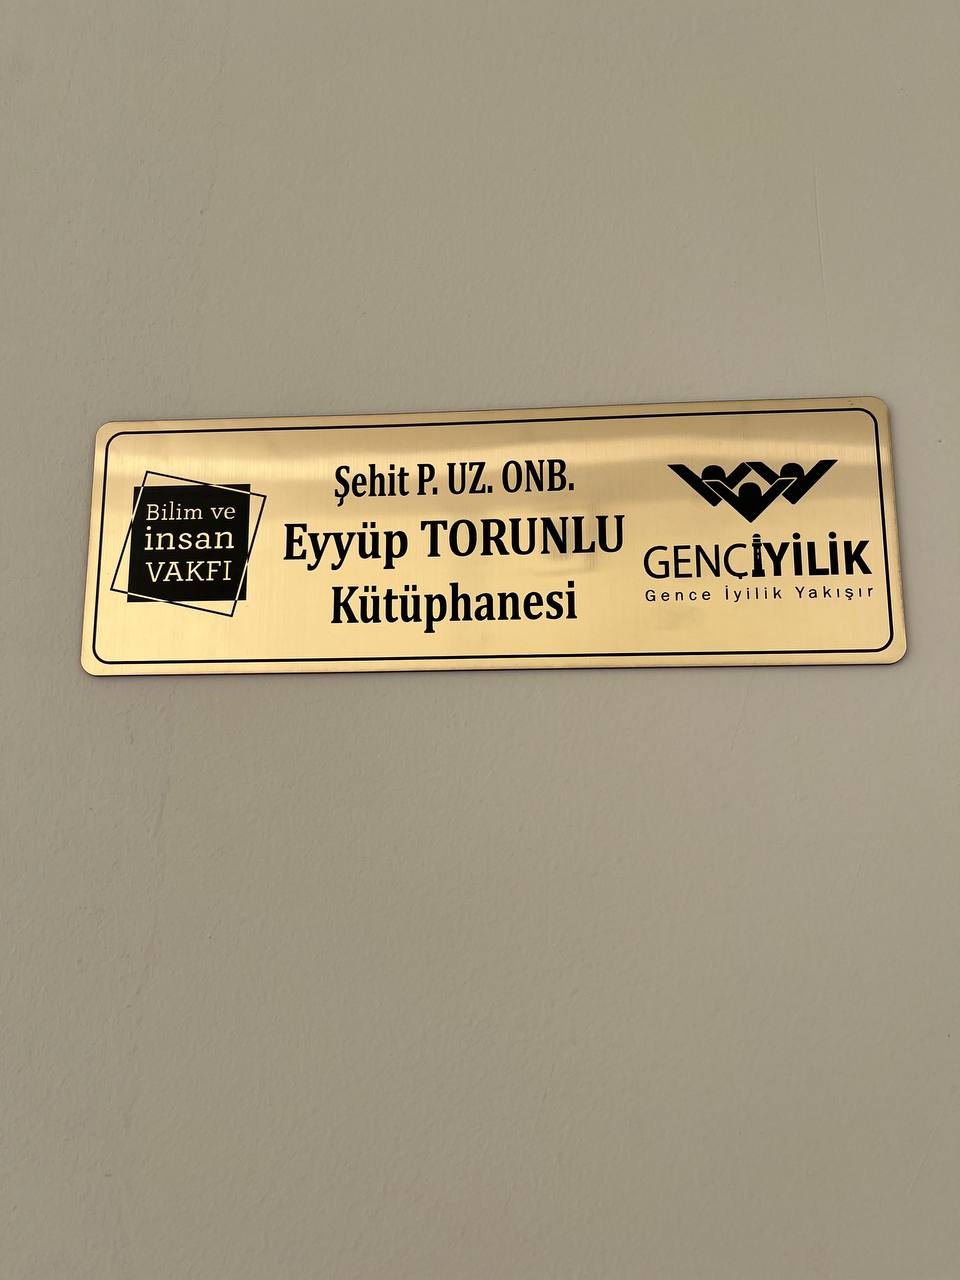 Bilim ve
insan
VAKFI
Şehit P. UZ. ONB.
Eyyüp TORUNLU
Kütüphanesi
GENÇİYİLİK
Gence İyilik Yakışır